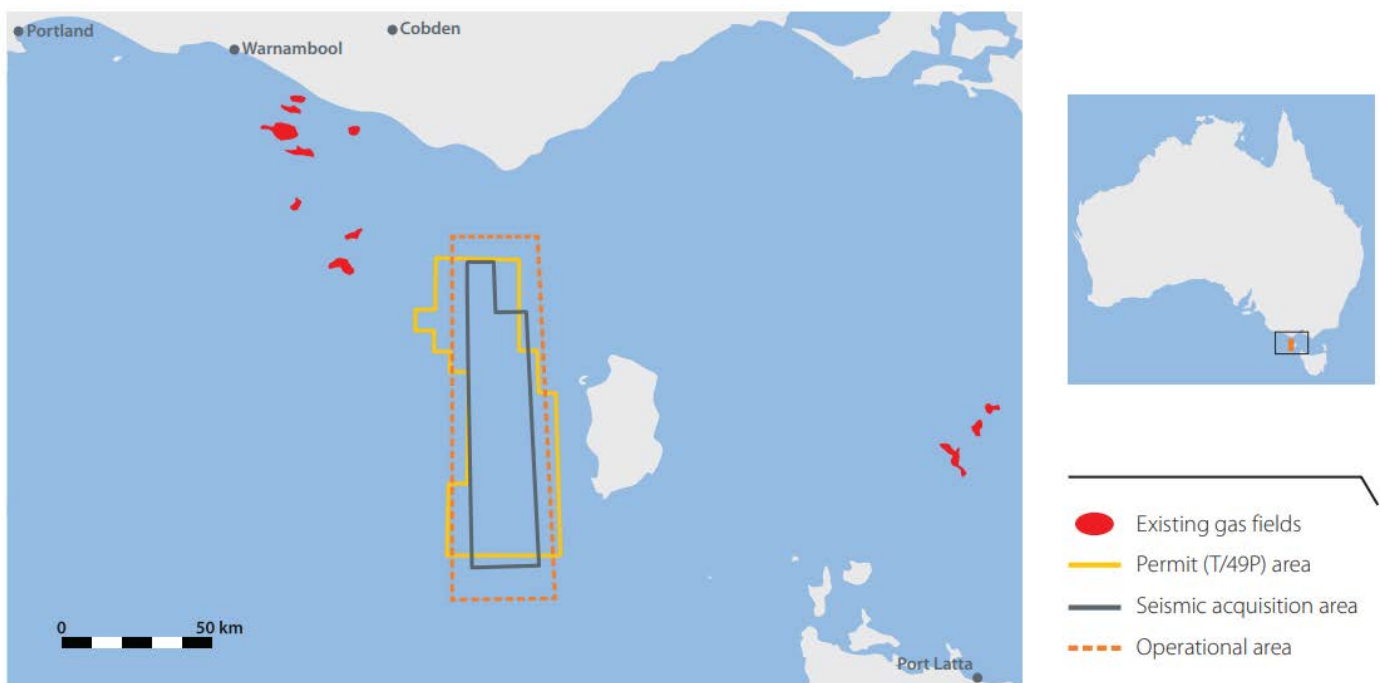 Portland
Cobden
Warnambool
0 50 km
Port Latta
Existing gas fields
Permit (T/49P) area
Seismic acquisition area
Operational area